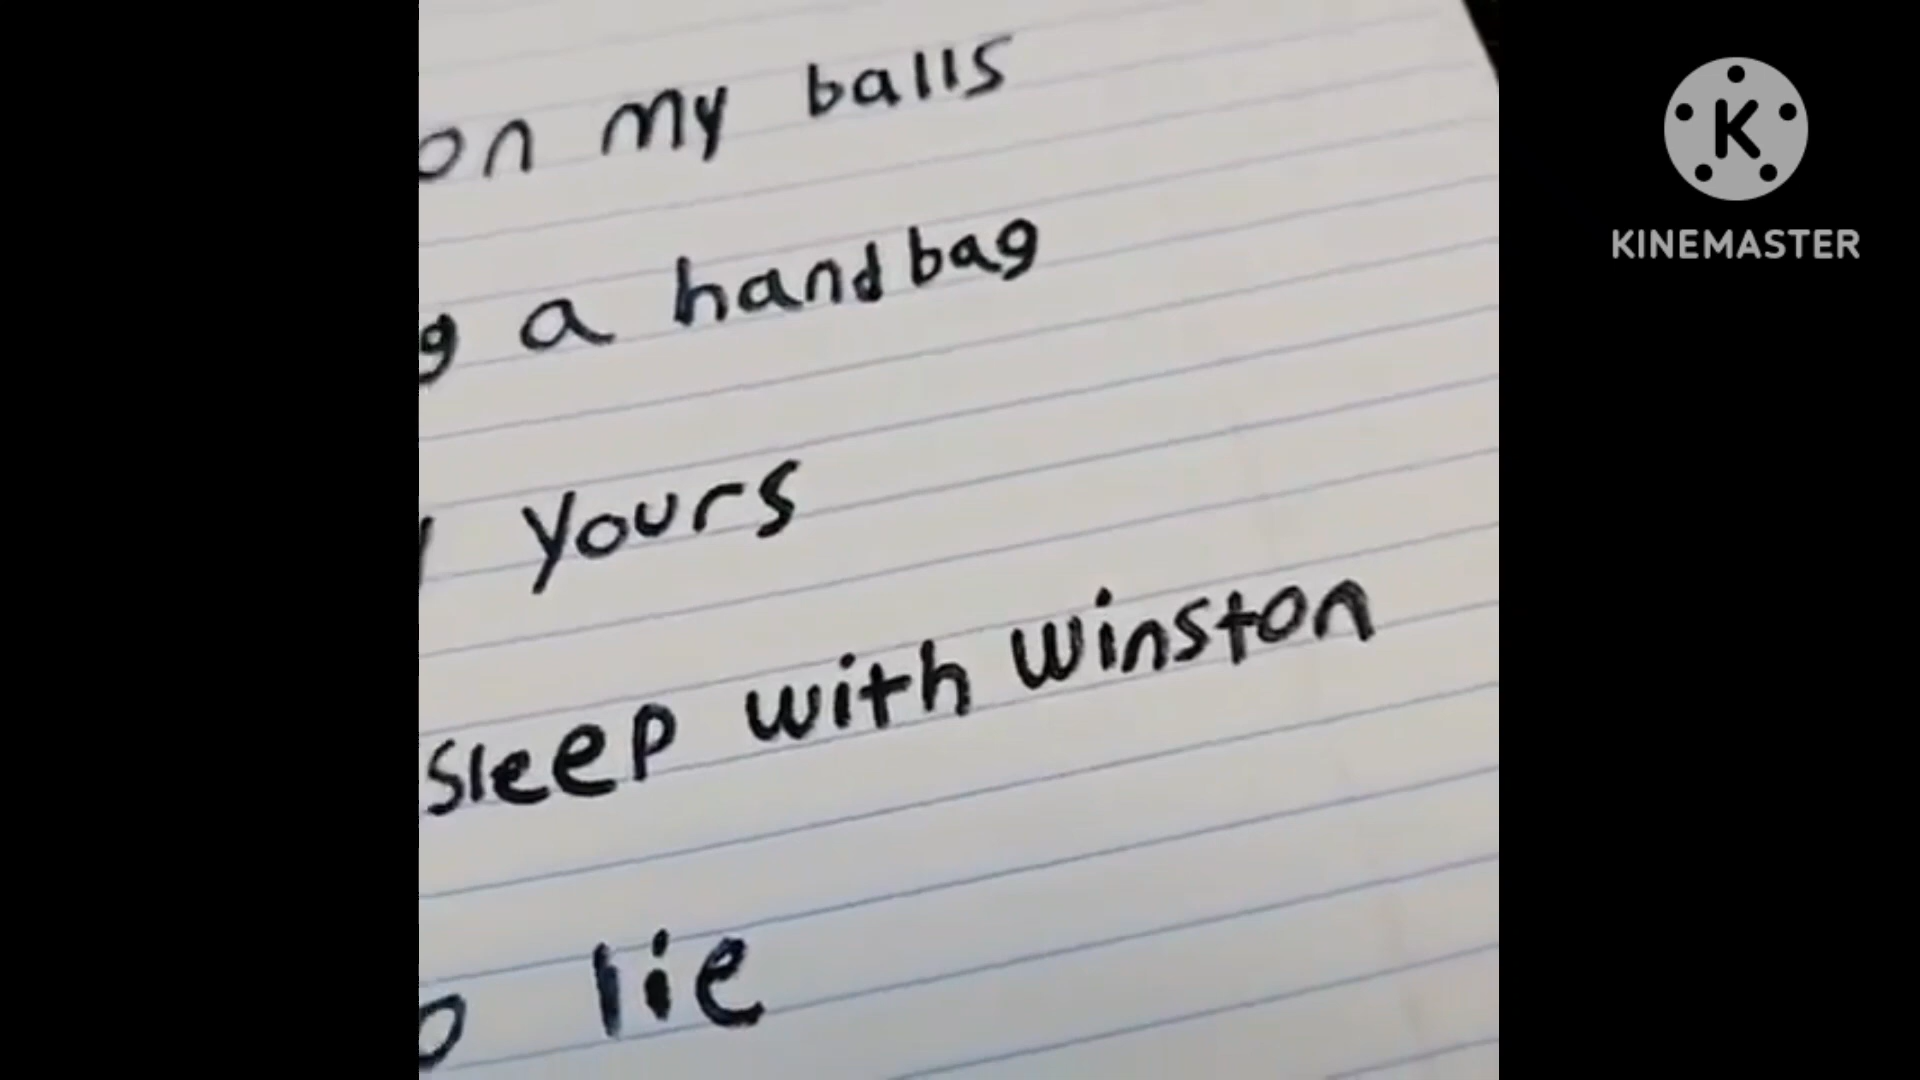 on my balls
g a handbag
yours
sleep with Winston
lie
K
KINEMASTER